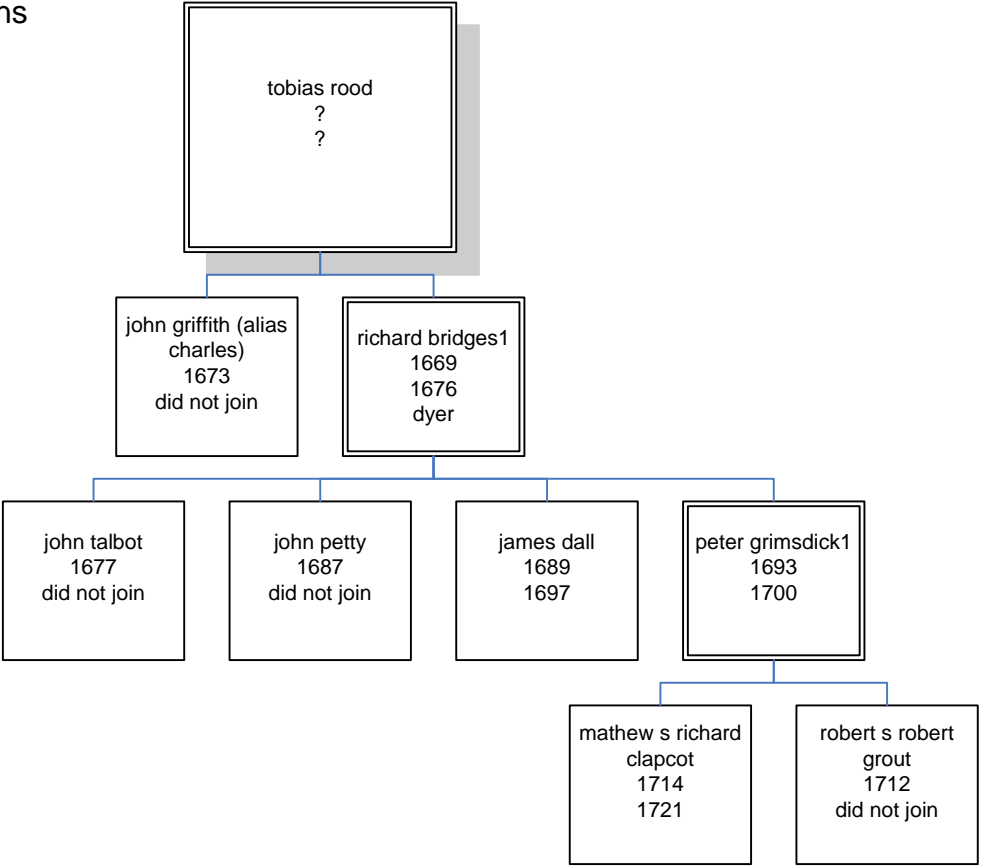 ns
tobias rood
?
?
john griffith (alias
charles)
1673
did not join
richard bridges1
1669
1676
dyer
john talbot
1677
did not join
john petty
1687
did not join
james dall
1689
1697
peter grimsdick1
1693
1700
mathew s richard
clapcot
1714
1721
robert s robert
grout
1712
did not join